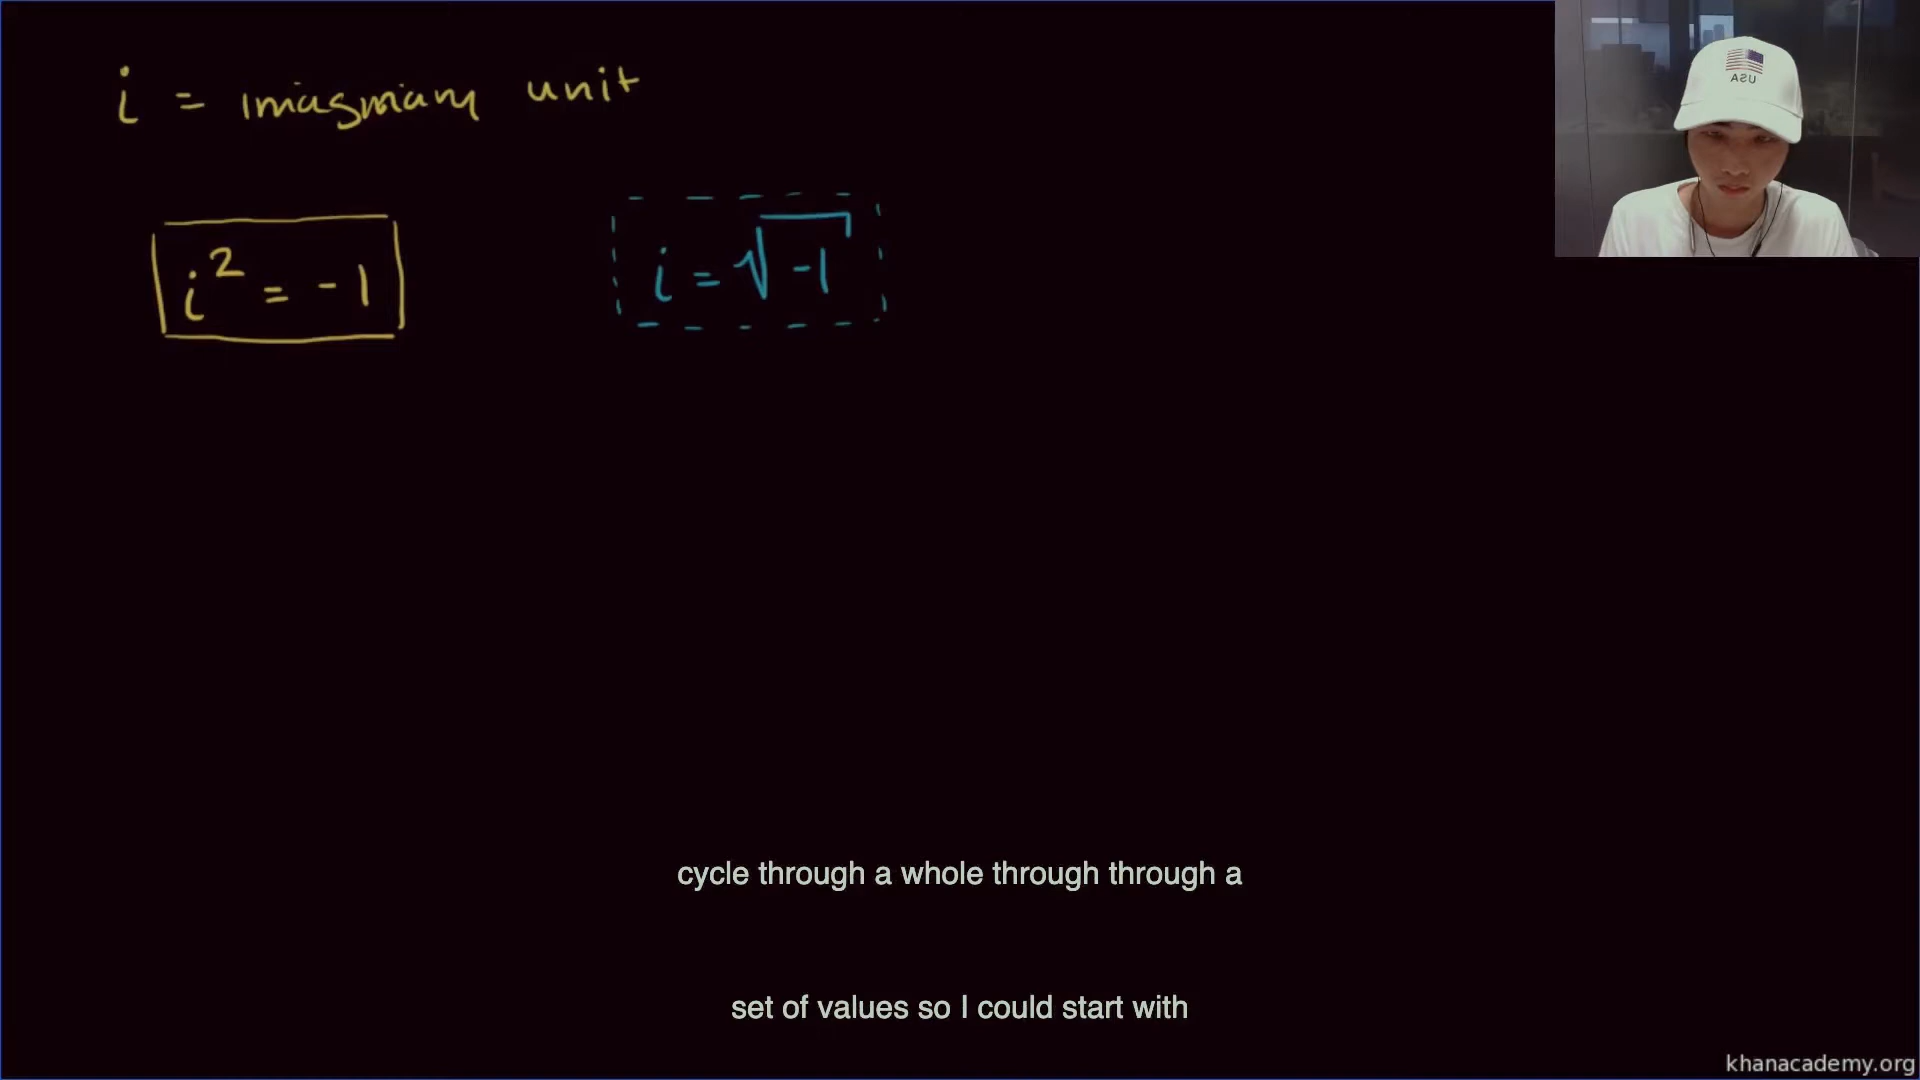 i = imaginary unit
USA
i² = -1
i = √-1
cycle through a whole through through a
set of values so I could start with
khanacademy.org